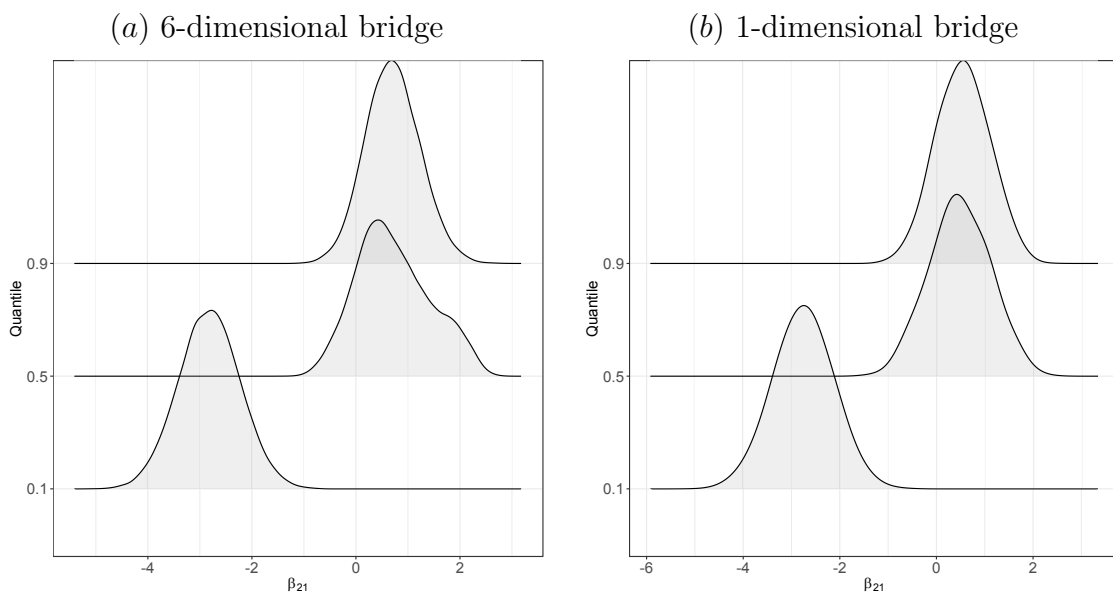 (a) 6-dimensional bridge
(b) 1-dimensional bridge
Quantile
0.9
0.5
0.1
-4
-2
0
2
β21
Quantile
0.9
0.5
0.1
-6
-4
-2
0
2
β21